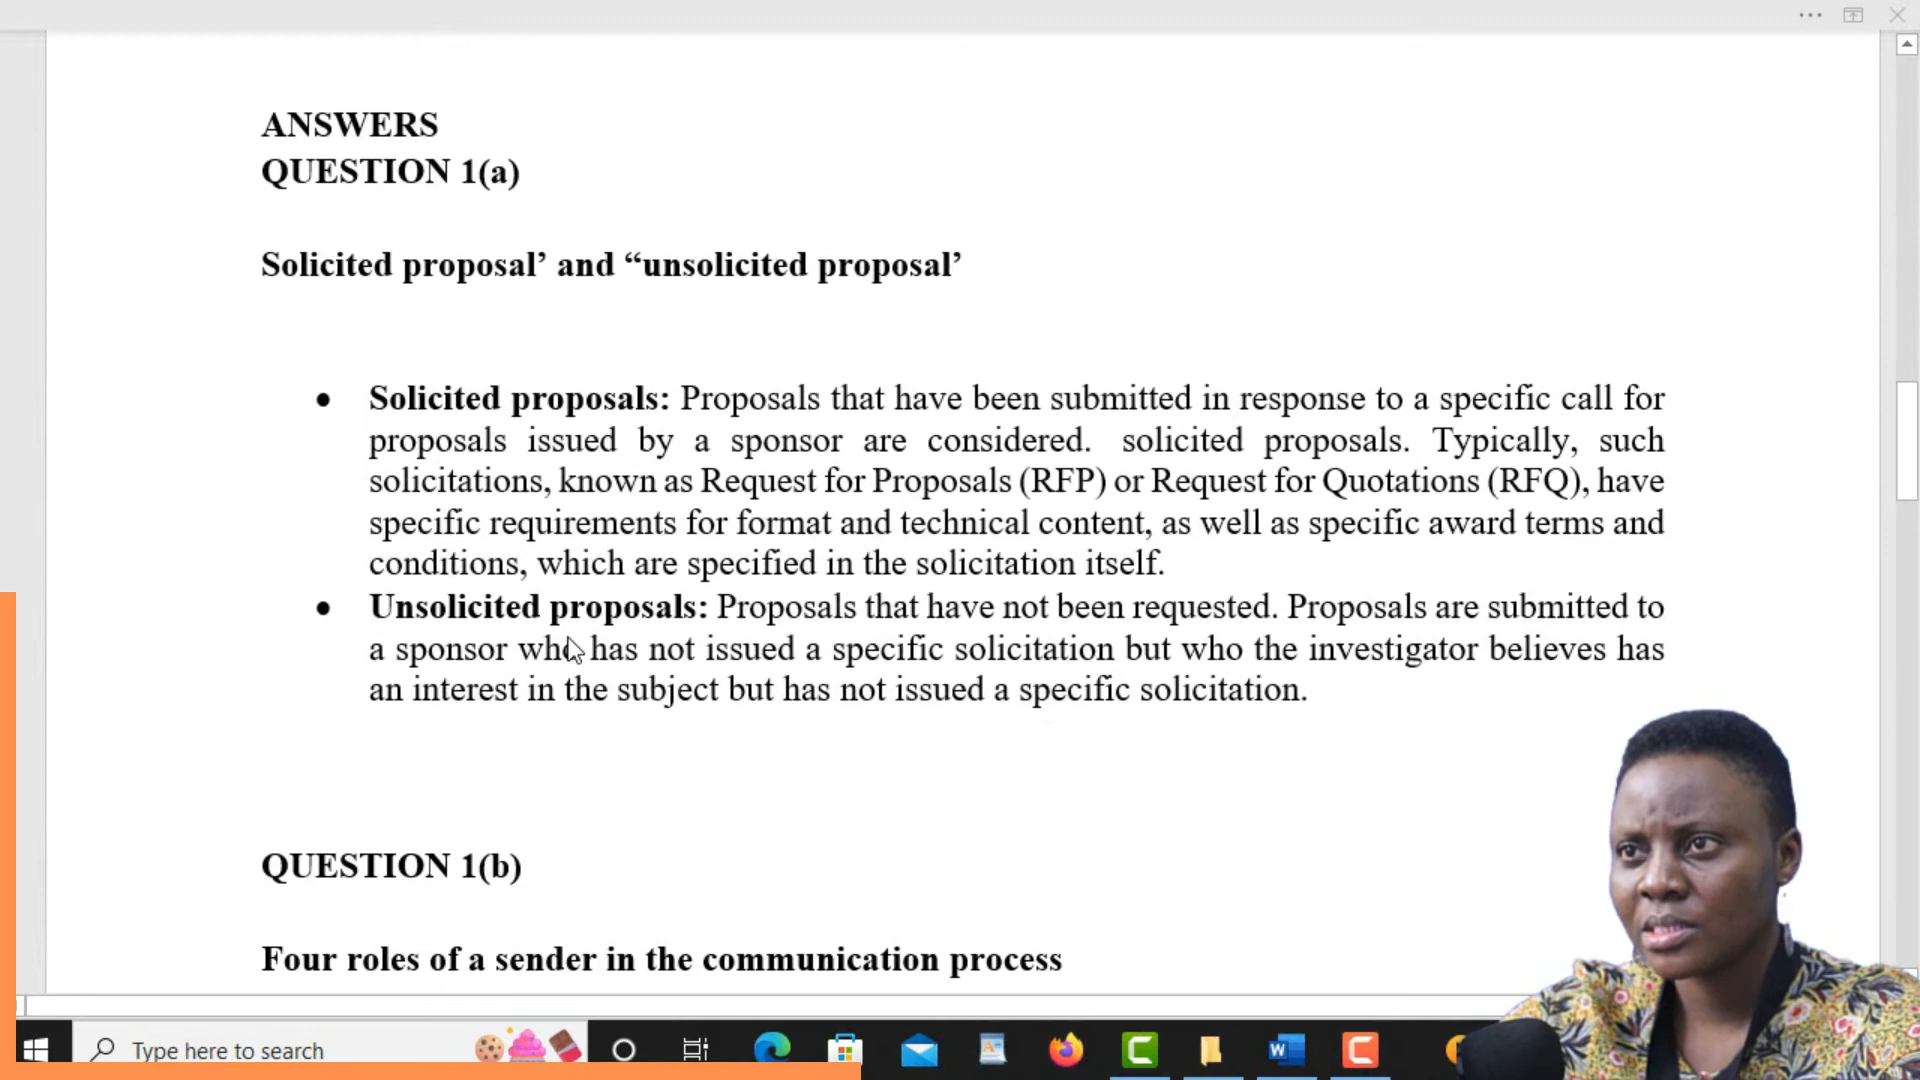 ANSWERS
QUESTION 1(a)
Solicited proposal’ and “unsolicited proposal’
• Solicited proposals: Proposals that have been submitted in response to a specific call for
proposals issued by a sponsor are considered. solicited proposals. Typically, such
solicitations, known as Request for Proposals (RFP) or Request for Quotations (RFQ), have
specific requirements for format and technical content, as well as specific award terms and
conditions, which are specified in the solicitation itself.
• Unsolicited proposals: Proposals that have not been requested. Proposals are submitted to
a sponsor who has not issued a specific solicitation but who the investigator believes has
an interest in the subject but has not issued a specific solicitation.
QUESTION 1(b)
Four roles of a sender in the communication process
Type here to search